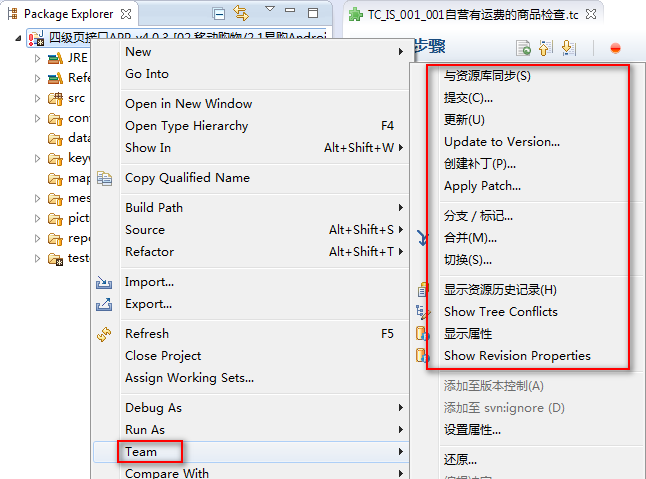 Package Explorer
TC_IS_001_001自营有运费的商品检查.tc
四级页接口APP_v4.0.3 [02.移动购物/2.1易购Androi
步骤
JRE
Refe
src
con
data
keyw
map
mes
pict
repo
test
New
Go Into
Open in New Window
Open Type Hierarchy F4
Show In Alt+Shift+W
Copy Qualified Name
Build Path
Source Alt+Shift+S
Refactor Alt+Shift+T
Import...
Export...
Refresh F5
Close Project
Assign Working Sets...
Debug As
Run As
Team
Compare With
与资源库同步(S)
提交(C)...
更新(U)
Update to Version...
创建补丁(P)...
Apply Patch...
分支 / 标记...
合并(M)...
切换(S)...
显示资源历史记录(H)
Show Tree Conflicts
显示属性
Show Revision Properties
添加至版本控制(A)
添加至 svn:ignore (D)
设置属性...
还原...